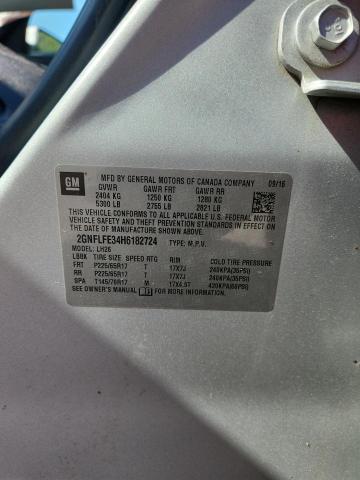 GM
MFD BY GENERAL MOTORS OF CANADA COMPANY 09/16
GVWR GAWR FRT GAWR RR
2404 KG 1250 KG 1280 KG
5300 LB 2755 LB 2821 LB
THIS VEHICLE CONFORMS TO ALL APPLICABLE U.S. FEDERAL MOTOR
VEHICLE SAFETY AND THEFT PREVENTION STANDARDS IN EFFECT ON
THE DATE OF MANUFACTURE SHOWN ABOVE.
2GNFLFE34H6182724 TYPE: M.P.V.
MODEL: LH26
TIRE SIZE SPEED RTG RIM COLD TIRE PRESSURE
FRT P225/65R17 T 17X7J 240KPA(35PSI)
RR P225/65R17 T 17X7J 240KPA(35PSI)
SPA T145/70R17 M 17X4.5T 420KPA(60PSI)
SEE OWNER'S MANUAL FOR MORE INFORMATION.